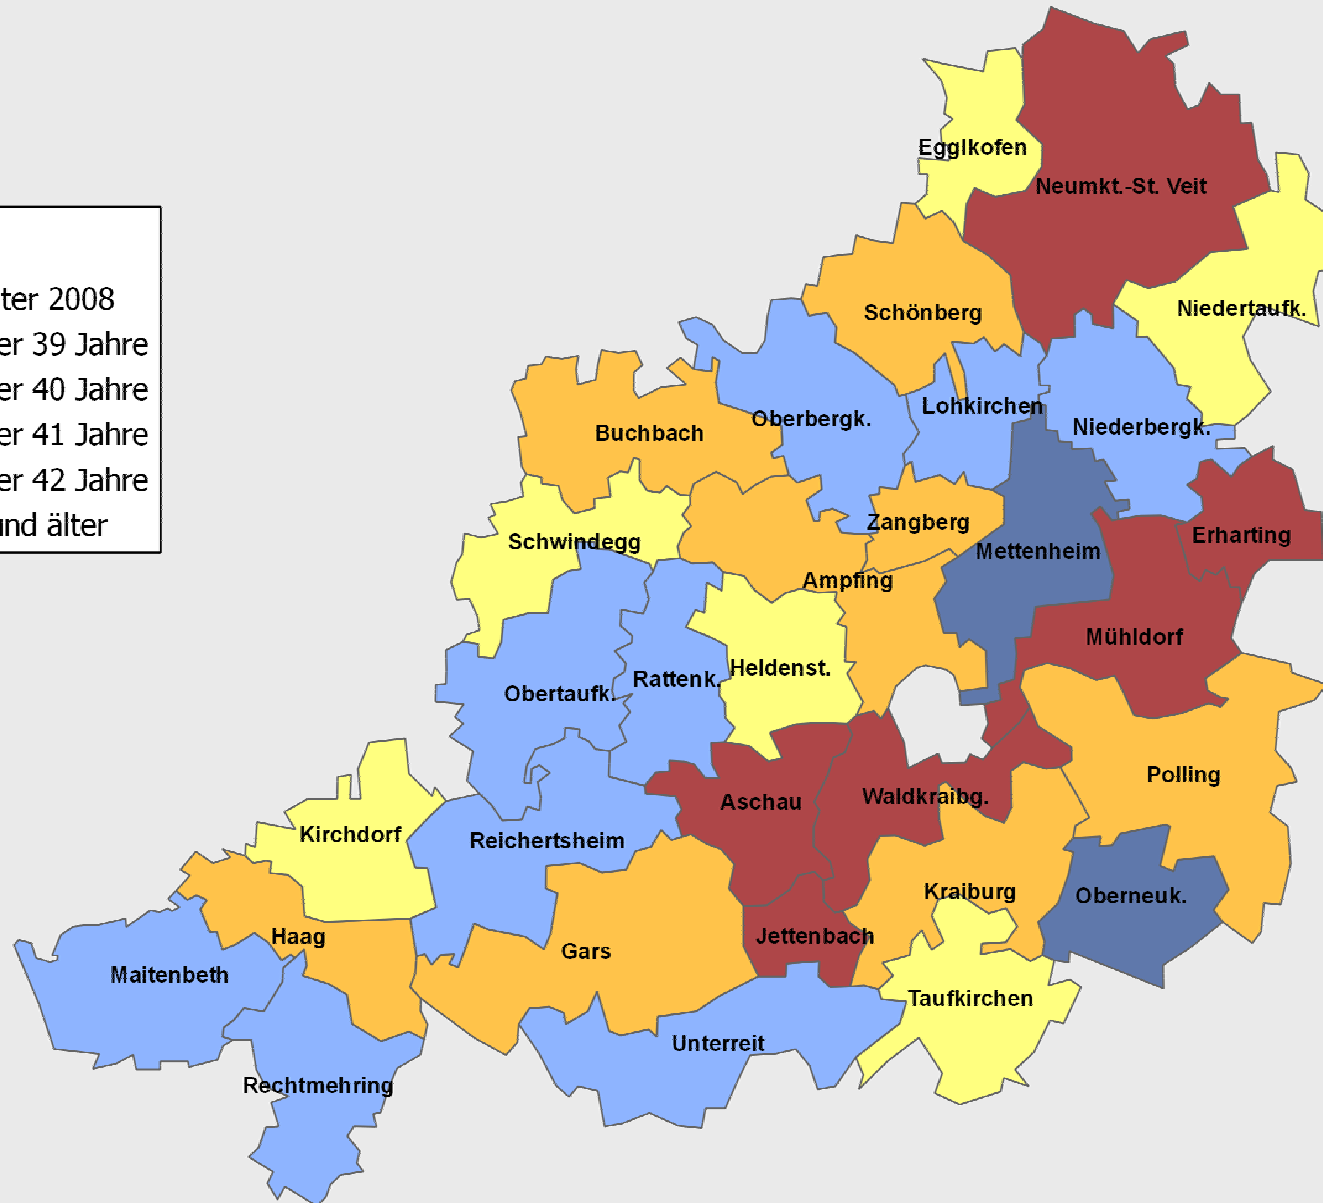 Egglkofen
Neumkt.-St. Veit
ter 2008
er 39 Jahre
er 40 Jahre
er 41 Jahre
er 42 Jahre
und älter
Niedertaufk.
Schönberg
Lohkirchen
Oberbergk.
Niederbergk.
Buchbach
Zangberg
Erharting
Schwindegg
Mettenheim
Ampfing
Mühldorf
Heldenst.
Rattenk.
Obertaufk.
Polling
Waldkraibg.
Aschau
Kirchdorf
Reichertsheim
Kraiburg
Oberneuk.
Haag
Jettenbach
Gars
Maitenbeth
Taufkirchen
Unterreit
Rechtmehring